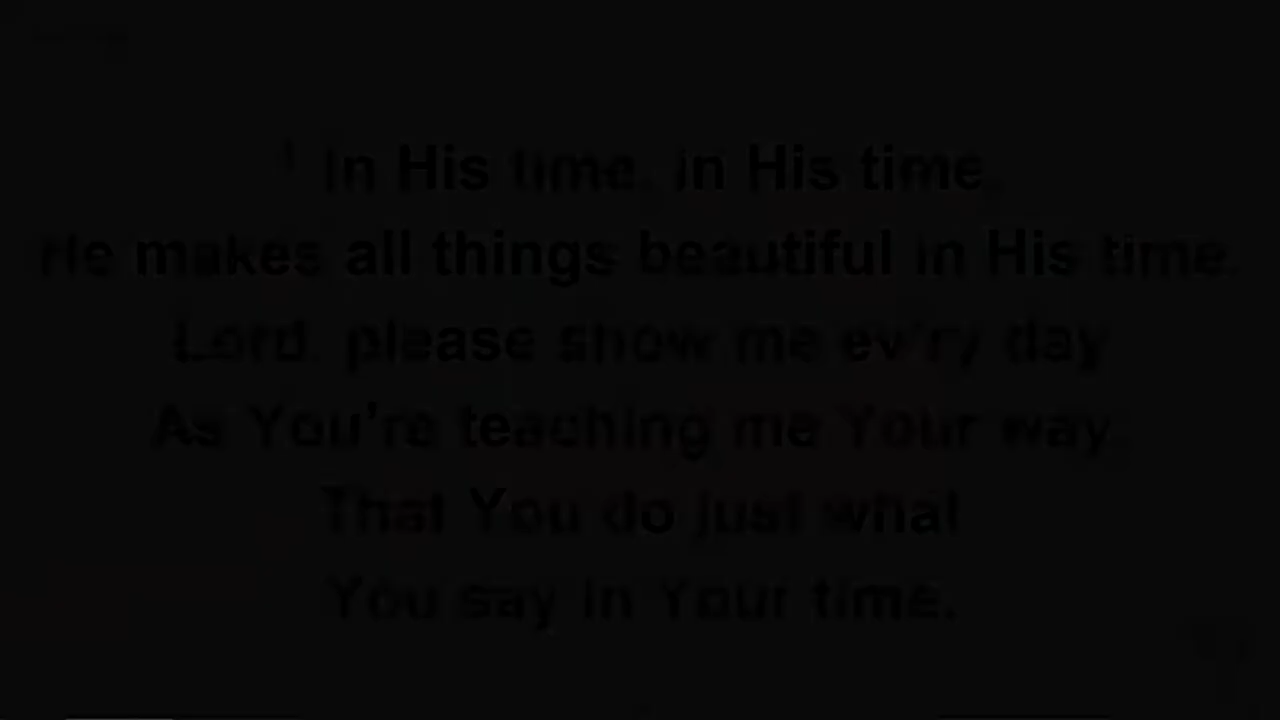 1 In His time, in His time,
He makes all things beautiful in His time.
Lord, please show me ev'ry day
As You're teaching me Your way
That You do just what
You say in Your time.